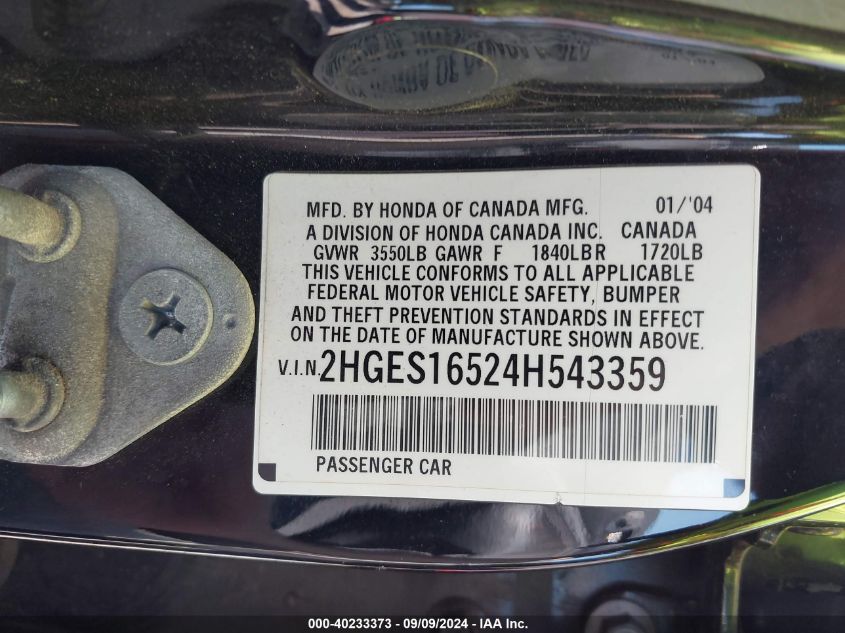 MFD. BY HONDA OF CANADA MFG. 01/'04
A DIVISION OF HONDA CANADA INC. CANADA
GVWR 3550LB GAWR F 1840LB R 1720LB
THIS VEHICLE CONFORMS TO ALL APPLICABLE
FEDERAL MOTOR VEHICLE SAFETY, BUMPER
AND THEFT PREVENTION STANDARDS IN EFFECT
ON THE DATE OF MANUFACTURE SHOWN ABOVE.
V.I.N. 2HGES16524H543359
PASSENGER CAR
000-40233373 - 09/09/2024 - IAA Inc.